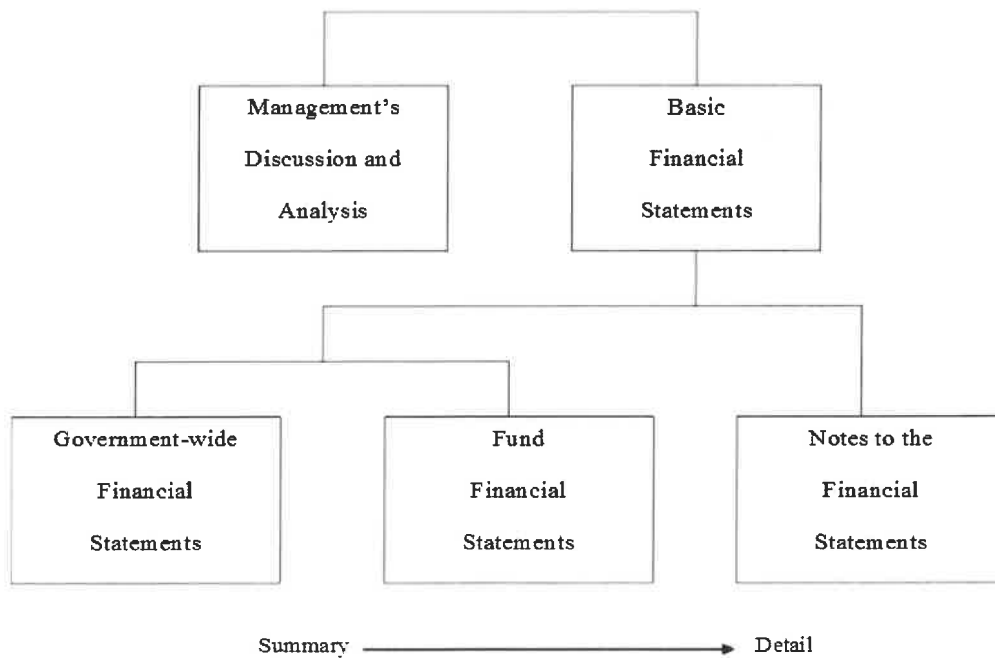 Management's
Discussion and
Analysis
Basic
Financial
Statements
Government-wide
Financial
Statements
Fund
Financial
Statements
Notes to the
Financial
Statements
Summary
Detail